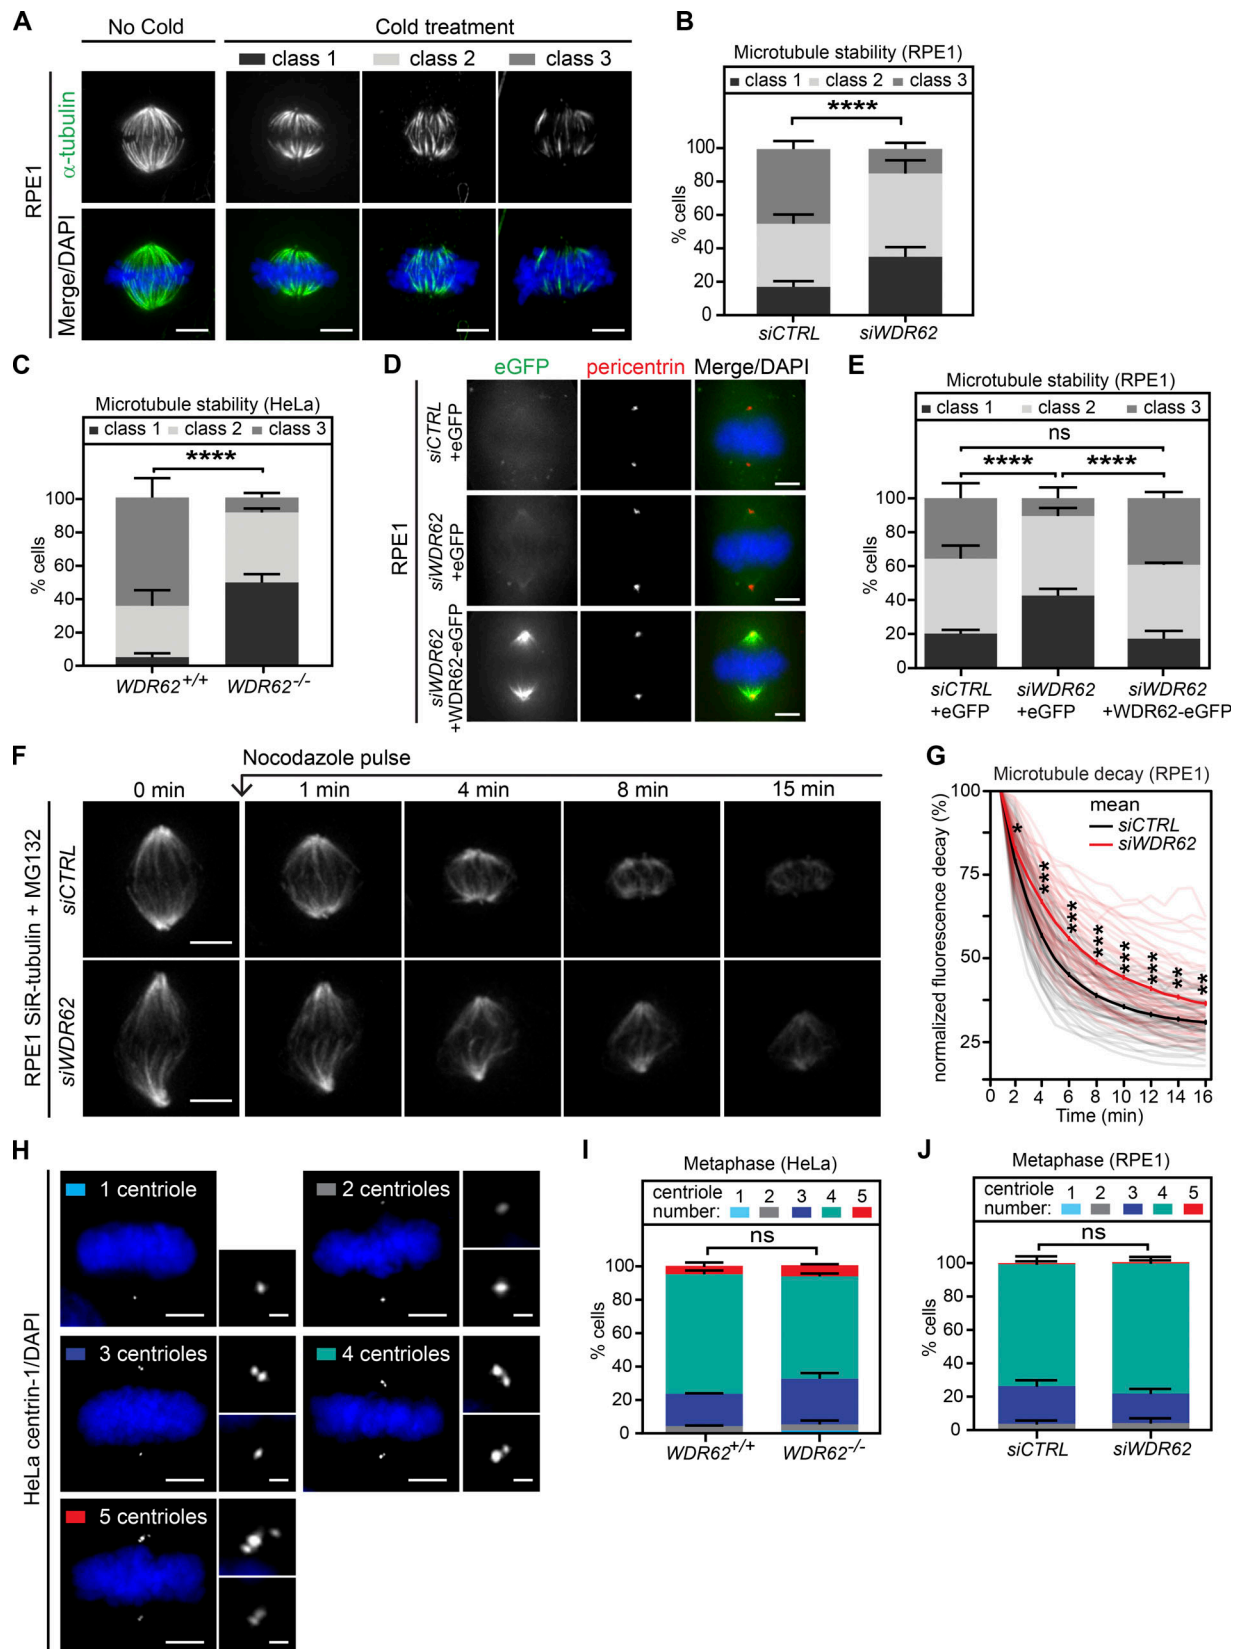 A
No Cold
Cold treatment
class 1 class 2 class 3
RPE1
α-tubulin
Merge/DAPI
B
Microtubule stability (RPE1)
class 1 class 2 class 3
****
% cells
100
80
60
40
20
0
siCTRL siWDR62
C
Microtubule stability (HeLa)
class 1 class 2 class 3
****
% cells
100
80
60
40
20
0
WDR62+/+ WDR62-/-
D
eGFP pericentrin Merge/DAPI
RPE1
siCTRL
+eGFP
siWDR62
+eGFP
siWDR62
+WDR62-eGFP
E
Microtubule stability (RPE1)
class 1 class 2 class 3
ns
**** ****
% cells
100
80
60
40
20
0
siCTRL siWDR62 siWDR62
+eGFP +eGFP +WDR62-eGFP
F
Nocodazole pulse
0 min 1 min 4 min 8 min 15 min
RPE1 SiR-tubulin + MG132
siCTRL
siWDR62
G
Microtubule decay (RPE1)
mean
siCTRL
siWDR62
normalized fluorescence decay (%)
100
75
50
25
* *** *** *** *** *** ** **
0 2 4 6 8 10 12 14 16
Time (min)
H
HeLa centrin-1/DAPI
1 centriole
2 centrioles
3 centrioles
4 centrioles
5 centrioles
I
Metaphase (HeLa)
centriole 1 2 3 4 5
number:
ns
% cells
100
80
60
40
20
0
WDR62+/+ WDR62-/-
J
Metaphase (RPE1)
centriole 1 2 3 4 5
number:
ns
% cells
100
80
60
40
20
0
siCTRL siWDR62